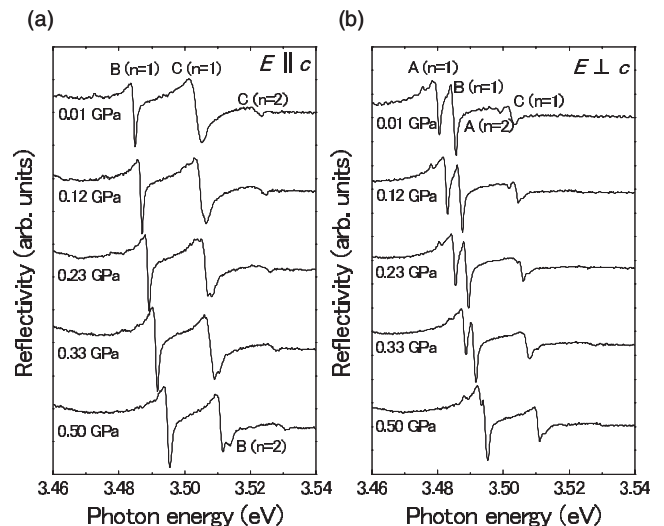 (a)
E ∥ c
B (n=1)
C (n=1)
C (n=2)
0.01 GPa
0.12 GPa
0.23 GPa
0.33 GPa
0.50 GPa
B (n=2)
Reflectivity (arb. units)
3.46 3.48 3.50 3.52 3.54
Photon energy (eV)
(b)
E ⊥ c
A (n=1)
B (n=1)
C (n=1)
A (n=2)
0.01 GPa
0.12 GPa
0.23 GPa
0.33 GPa
0.50 GPa
Reflectivity (arb. units)
3.46 3.48 3.50 3.52 3.54
Photon energy (eV)